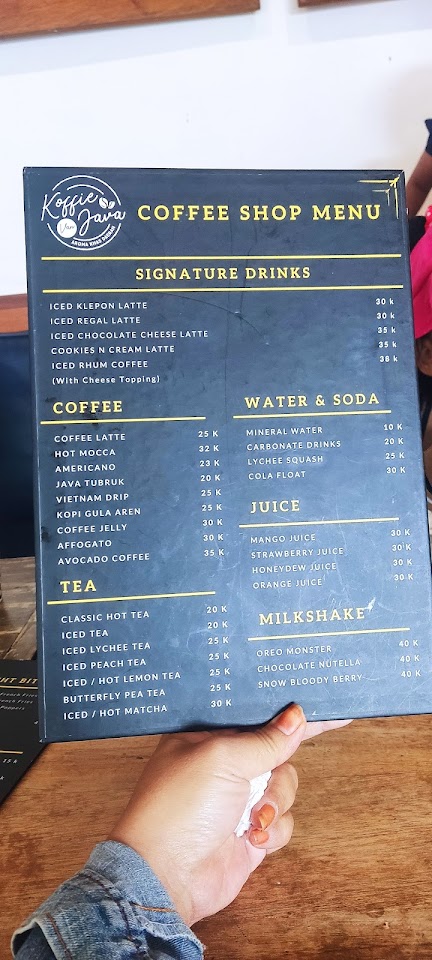 Koffie
Van
Java
COFFEE SHOP MENU
SIGNATURE DRINKS
ICED KLEPON LATTE 30 k
ICED REGAL LATTE 30 k
ICED CHOCOLATE CHEESE LATTE 35 k
COOKIES N CREAM LATTE 35 k
ICED RHUM COFFEE 38 k
(With Cheese Topping)
COFFEE
COFFEE LATTE 25 K
HOT MOCCA 32 K
AMERICANO 23 K
JAVA TUBRUK 20 K
VIETNAM DRIP 25 K
KOPI GULA AREN 25 K
COFFEE JELLY 30 K
AFFOGATO 30 K
AVOCADO COFFEE 35 K
TEA
CLASSIC HOT TEA 20 K
ICED TEA 20 K
ICED LYCHEE TEA 25 K
ICED PEACH TEA 25 K
ICED / HOT LEMON TEA 25 K
BUTTERFLY PEA TEA 25 K
ICED / HOT MATCHA 30 K
WATER & SODA
MINERAL WATER 10 K
CARBONATE DRINKS 20 K
LYCHEE SQUASH 25 K
COLA FLOAT 30 K
JUICE
MANGO JUICE 30 K
STRAWBERRY JUICE 30 K
HONEYDEW JUICE 30 K
ORANGE JUICE 30 K
MILKSHAKE
OREO MONSTER 40 K
CHOCOLATE NUTELLA 40 K
SNOW BLOODY BERRY 40 K
HT BIT
French Fries
15 k